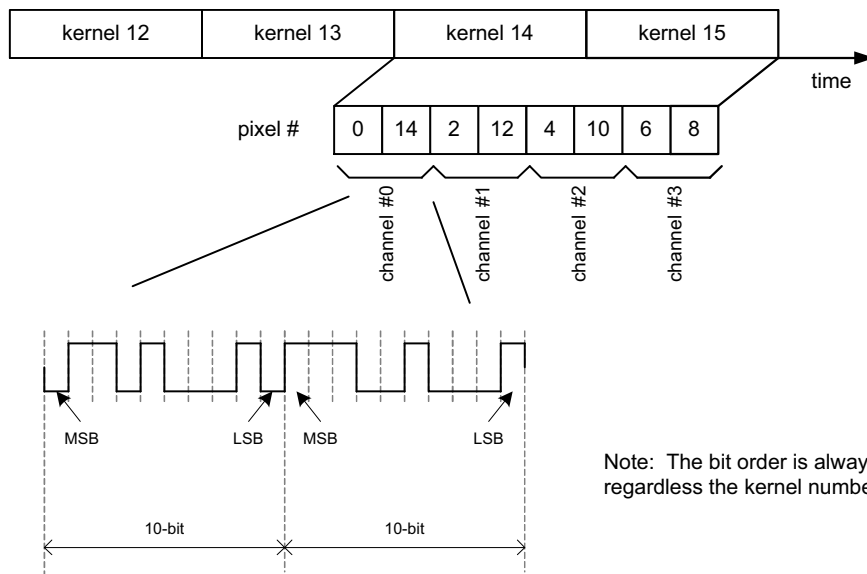 kernel 12 kernel 13 kernel 14 kernel 15
time
pixel # 0 14 2 12 4 10 6 8
channel #0 channel #1 channel #2 channel #3
MSB LSB MSB LSB
Note: The bit order is alway
regardless the kernel numbe
10-bit 10-bit